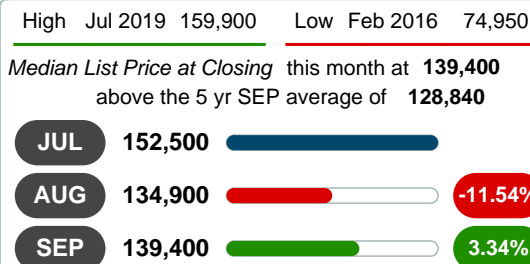 High Jul 2019 159,900 Low Feb 2016 74,950
Median List Price at Closing this month at 139,400
above the 5 yr SEP average of 128,840
JUL 152,500
AUG 134,900 -11.54%
SEP 139,400 3.34%